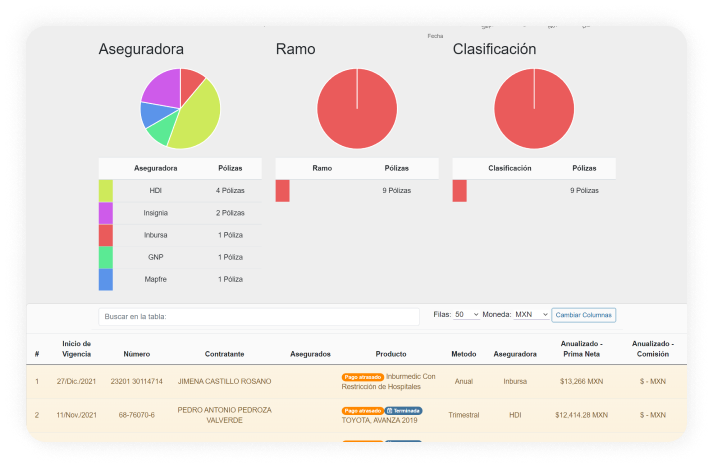 Fecha
Aseguradora
Ramo
Clasificación
Aseguradora Pólizas
HDI 4 Pólizas
Insignia 2 Pólizas
Inbursa 1 Póliza
GNP 1 Póliza
Mapfre 1 Póliza
Ramo Pólizas
9 Pólizas
Clasificación Pólizas
9 Pólizas
Buscar en la tabla:
Filas: 50 Moneda: MXN Cambiar Columnas
# Inicio de Vigencia Número Contratante Asegurados Producto Metodo Aseguradora Anualizado - Prima Neta Anualizado - Comisión
1 27/Dic./2021 23201 30114714 JIMENA CASTILLO ROSANO Pago atrasado Inburmedic Con Restricción de Hospitales Anual Inbursa $13,266 MXN $ - MXN
2 11/Nov./2021 68-76070-6 PEDRO ANTONIO PEDROZA VALVERDE Pago atrasado Terminada TOYOTA, AVANZA 2019 Trimestral HDI $12,414.28 MXN $ - MXN